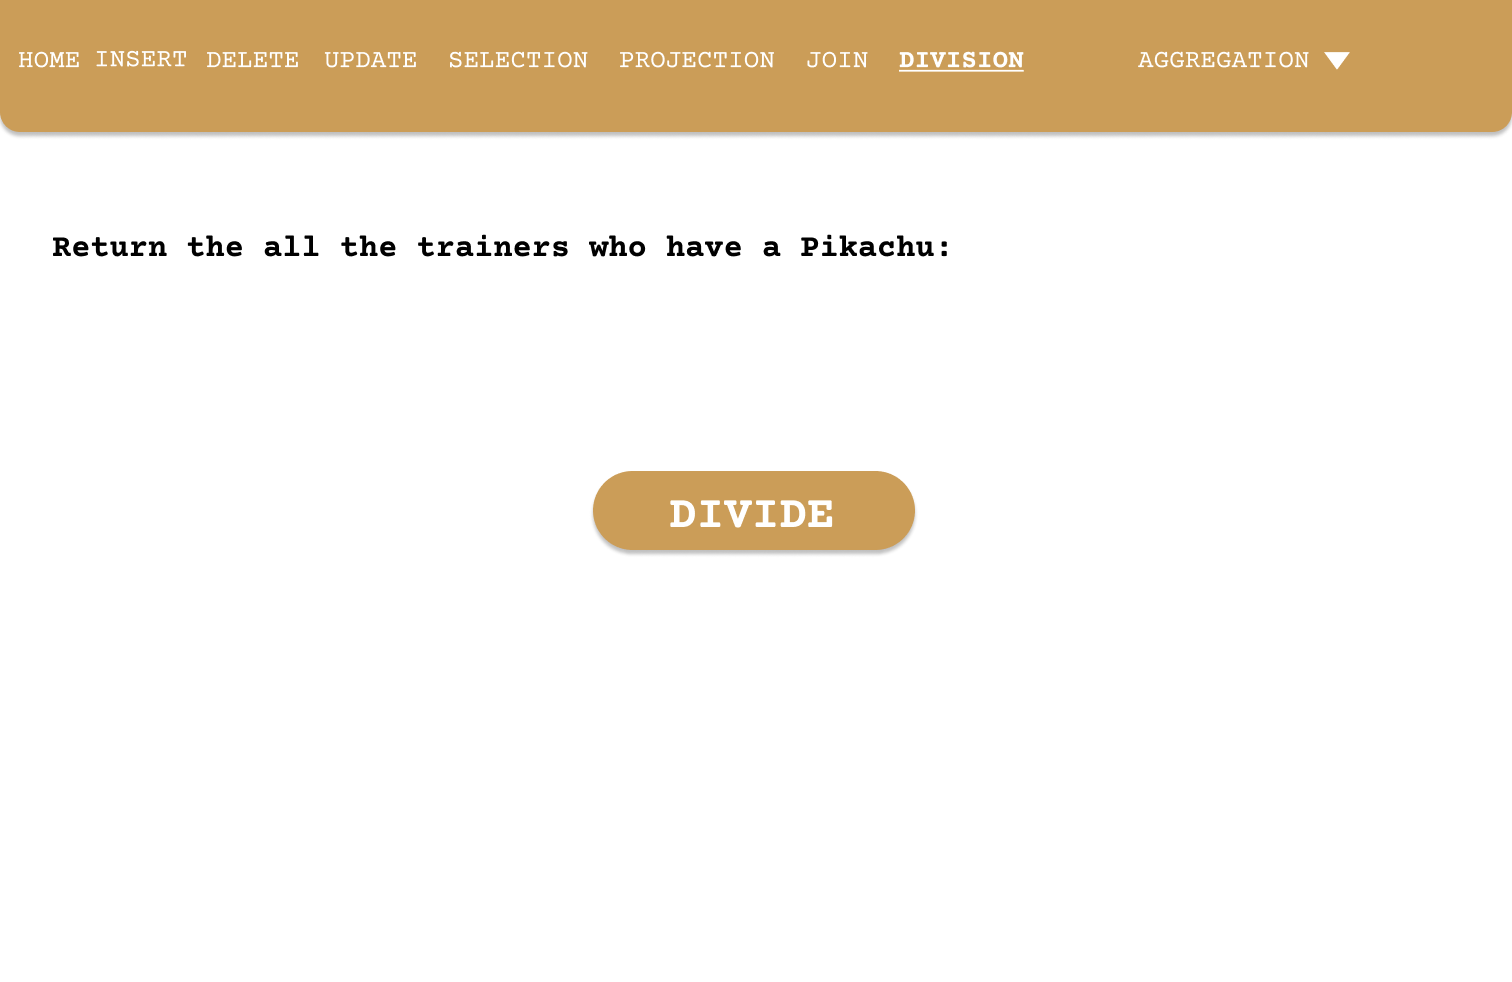 HOME INSERT DELETE UPDATE SELECTION PROJECTION JOIN DIVISION AGGREGATION
Return the all the trainers who have a Pikachu:
DIVIDE